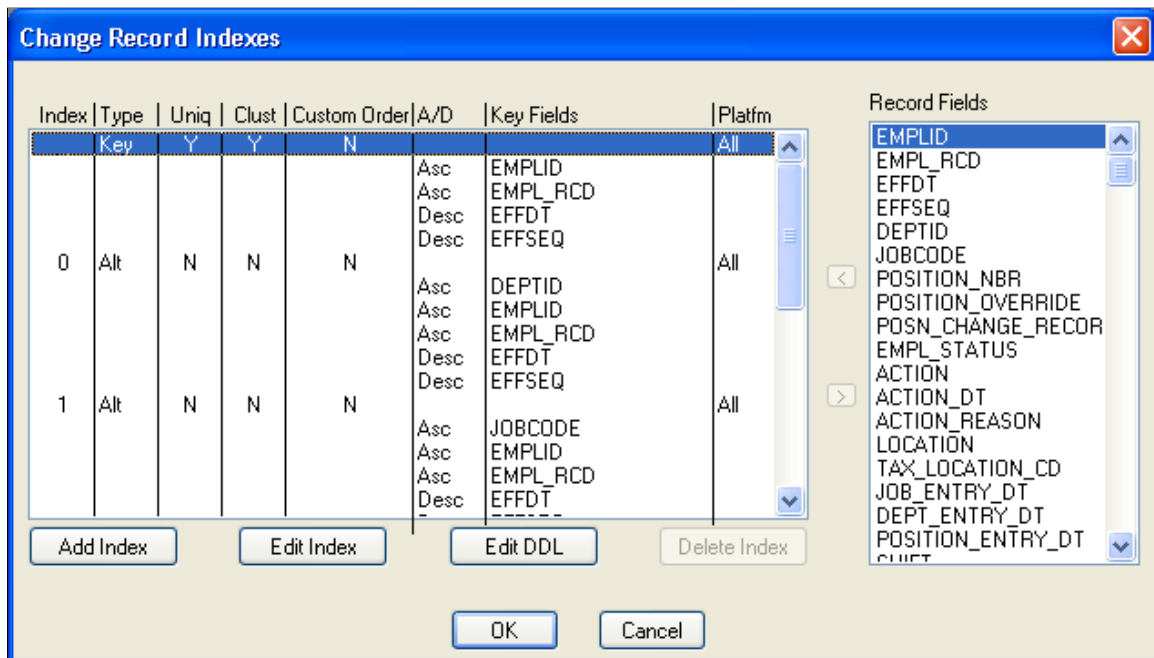 Change Record Indexes
Index Type Uniq Clust Custom Order A/D Key Fields Platfm
Key Y Y N All
Asc EMPLID
Asc EMPL_RCD
Desc EFFDT
Desc EFFSEQ
0 Alt N N N All
Asc DEPTID
Asc EMPLID
Asc EMPL_RCD
Desc EFFDT
Desc EFFSEQ
1 Alt N N N All
Asc JOBCODE
Asc EMPLID
Asc EMPL_RCD
Desc EFFDT
Record Fields
EMPLID
EMPL_RCD
EFFDT
EFFSEQ
DEPTID
JOBCODE
POSITION_NBR
POSITION_OVERRIDE
POSN_CHANGE_RECOR
EMPL_STATUS
ACTION
ACTION_DT
ACTION_REASON
LOCATION
TAX_LOCATION_CD
JOB_ENTRY_DT
DEPT_ENTRY_DT
POSITION_ENTRY_DT
<
>
Add Index Edit Index Edit DDL Delete Index
OK Cancel